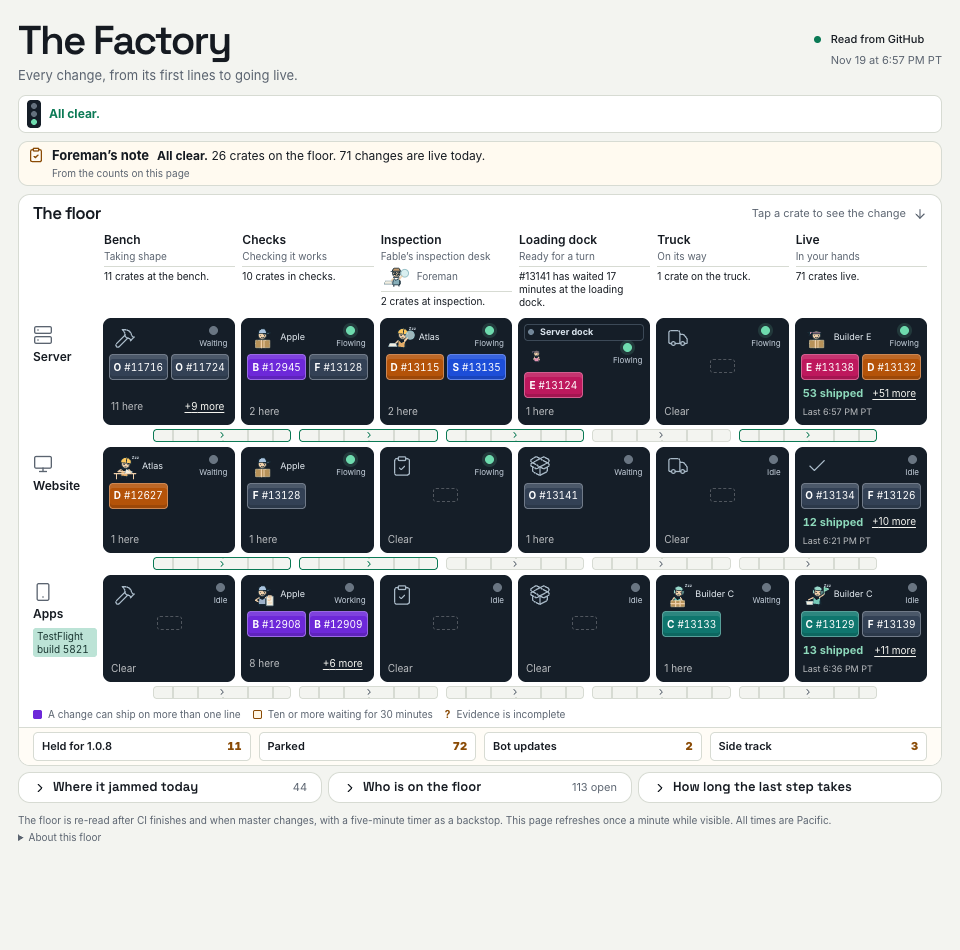 The Factory
Every change, from its first lines to going live.
Read from GitHub
Nov 19 at 6:57 PM PT
All clear.
Foreman's note All clear. 26 crates on the floor. 71 changes are live today.
From the counts on this page
The floor
Tap a crate to see the change
Bench
Taking shape
11 crates at the bench.
Checks
Checking it works
10 crates in checks.
Inspection
Fable's inspection desk
Foreman
2 crates at inspection.
Loading dock
Ready for a turn
#13141 has waited 17
minutes at the loading
dock.
Truck
On its way
1 crate on the truck.
Live
In your hands
71 crates live.
Server
Waiting
O #11716 O #11724
11 here +9 more
Apple
Flowing
B #12945 F #13128
2 here
Atlas
Flowing
D #13115 S #13135
2 here
Server dock
Flowing
E #13124
1 here
Flowing
Clear
Builder E
Flowing
E #13138 D #13132
53 shipped +51 more
Last 6:57 PM PT
Website
Atlas
Waiting
D #12627
1 here
Apple
Flowing
F #13128
1 here
Flowing
Clear
Waiting
O #13141
1 here
Idle
Clear
Idle
O #13134 F #13126
12 shipped +10 more
Last 6:21 PM PT
Apps
TestFlight
build 5821
Idle
Clear
Apple
Working
B #12908 B #12909
8 here +6 more
Idle
Clear
Idle
Clear
Builder C
Waiting
C #13133
1 here
Builder C
Idle
C #13129 F #13139
13 shipped +11 more
Last 6:36 PM PT
A change can ship on more than one line
Ten or more waiting for 30 minutes
? Evidence is incomplete
Held for 1.0.8 11
Parked 72
Bot updates 2
Side track 3
Where it jammed today 44
Who is on the floor 113 open
How long the last step takes
The floor is re-read after CI finishes and when master changes, with a five-minute timer as a backstop. This page refreshes once a minute while visible. All times are Pacific.
About this floor